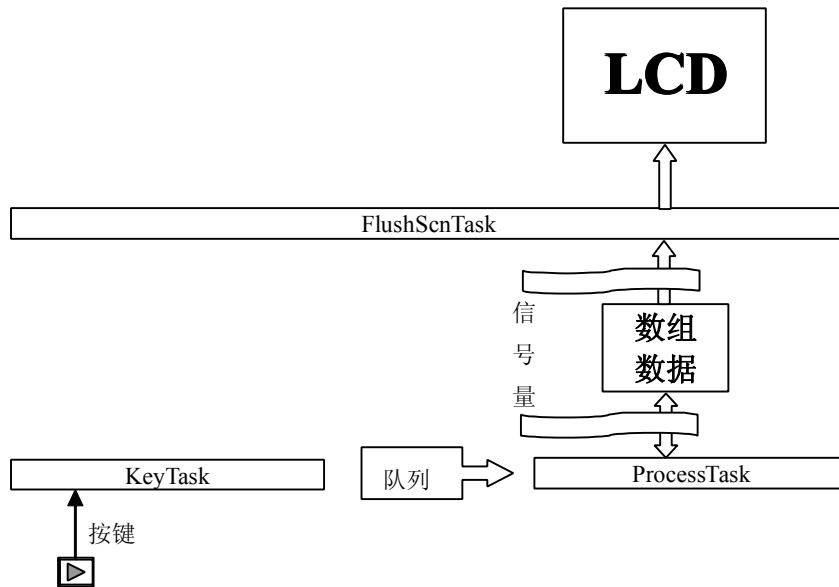 LCD
FlushScnTask
信
号
量
数组
数据
KeyTask
队列
ProcessTask
按键